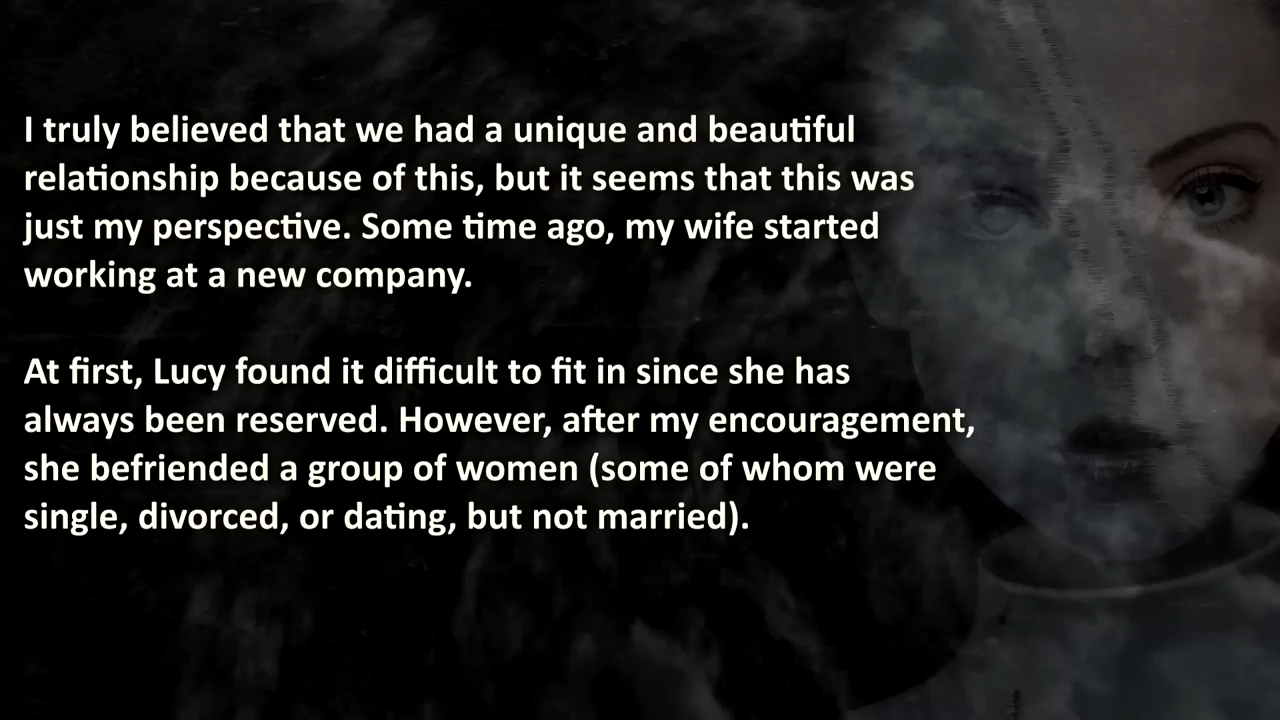 I truly believed that we had a unique and beautiful
relationship because of this, but it seems that this was
just my perspective. Some time ago, my wife started
working at a new company.
At first, Lucy found it difficult to fit in since she has
always been reserved. However, after my encouragement,
she befriended a group of women (some of whom were
single, divorced, or dating, but not married).